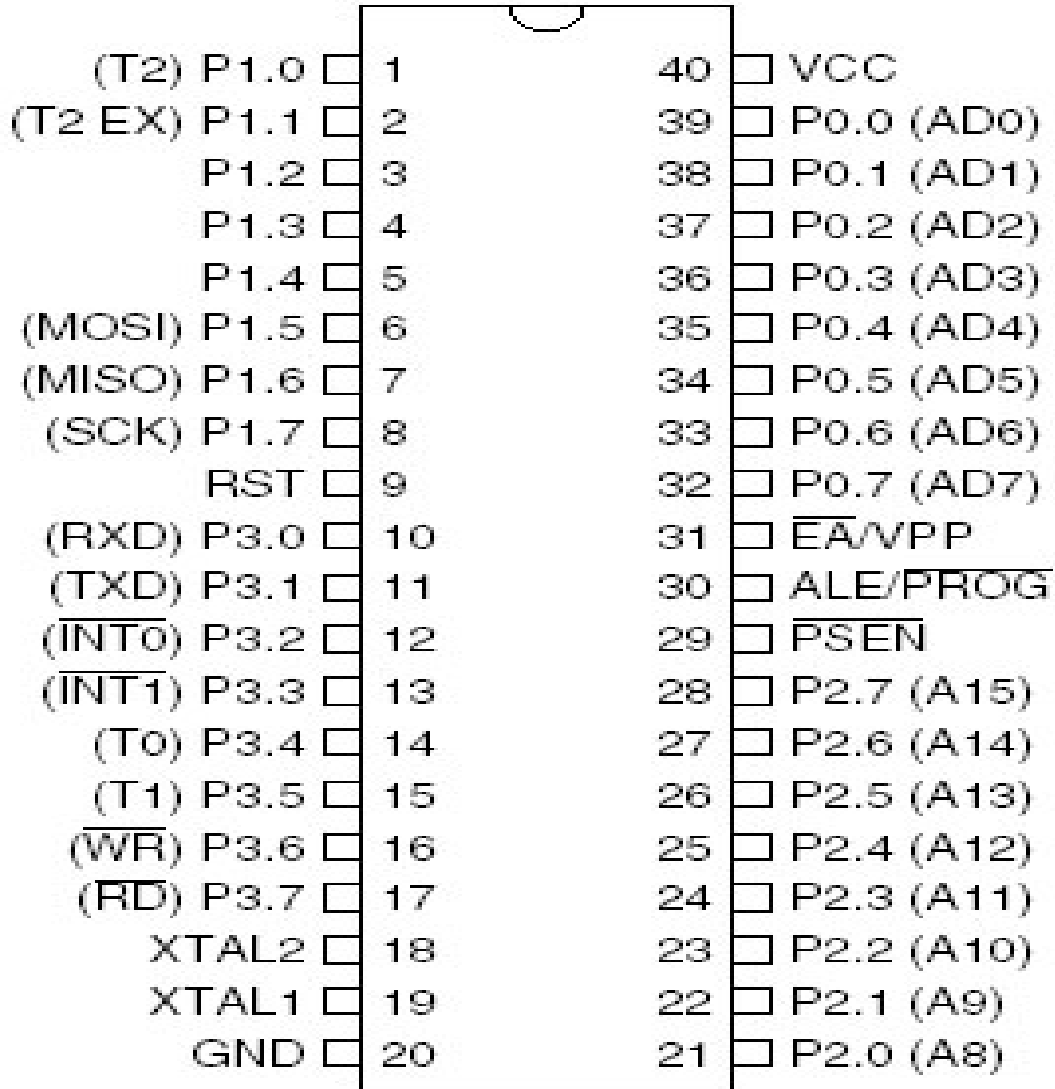 (T2) P1.0 1 40 VCC
(T2 EX) P1.1 2 39 P0.0 (AD0)
P1.2 3 38 P0.1 (AD1)
P1.3 4 37 P0.2 (AD2)
P1.4 5 36 P0.3 (AD3)
(MOSI) P1.5 6 35 P0.4 (AD4)
(MISO) P1.6 7 34 P0.5 (AD5)
(SCK) P1.7 8 33 P0.6 (AD6)
RST 9 32 P0.7 (AD7)
(RXD) P3.0 10 31 E̅A̅/VPP
(TXD) P3.1 11 30 ALE/P̅R̅O̅G̅
(I̅N̅T̅0̅) P3.2 12 29 P̅S̅E̅N̅
(I̅N̅T̅1̅) P3.3 13 28 P2.7 (A15)
(T0) P3.4 14 27 P2.6 (A14)
(T1) P3.5 15 26 P2.5 (A13)
(W̅R̅) P3.6 16 25 P2.4 (A12)
(R̅D̅) P3.7 17 24 P2.3 (A11)
XTAL2 18 23 P2.2 (A10)
XTAL1 19 22 P2.1 (A9)
GND 20 21 P2.0 (A8)